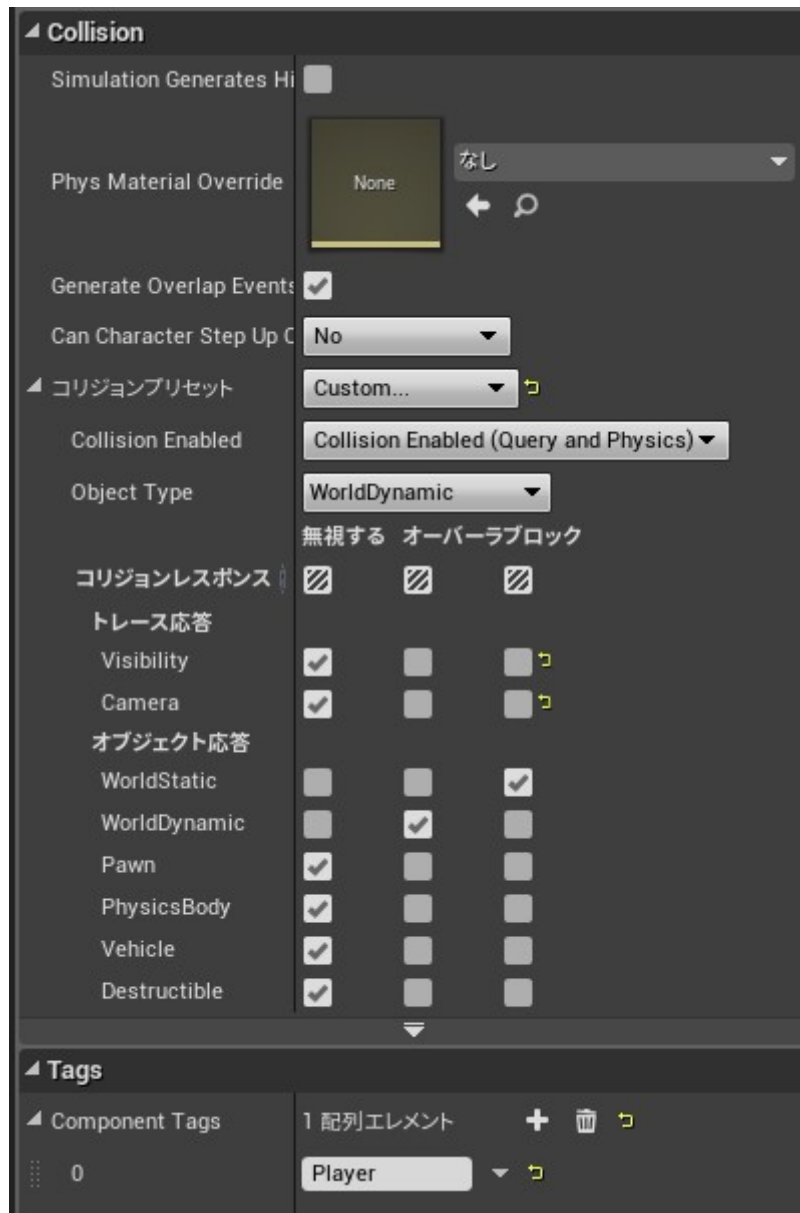 Collision
Simulation Generates Hi
Phys Material Override
None
なし
Generate Overlap Events
Can Character Step Up O
No
コリジョンプリセット
Custom...
Collision Enabled
Collision Enabled (Query and Physics)
Object Type
WorldDynamic
無視する オーバーラブロック
コリジョンレスポンス
トレース応答
Visibility
Camera
オブジェクト応答
WorldStatic
WorldDynamic
Pawn
PhysicsBody
Vehicle
Destructible
Tags
Component Tags
1 配列エレメント
0
Player